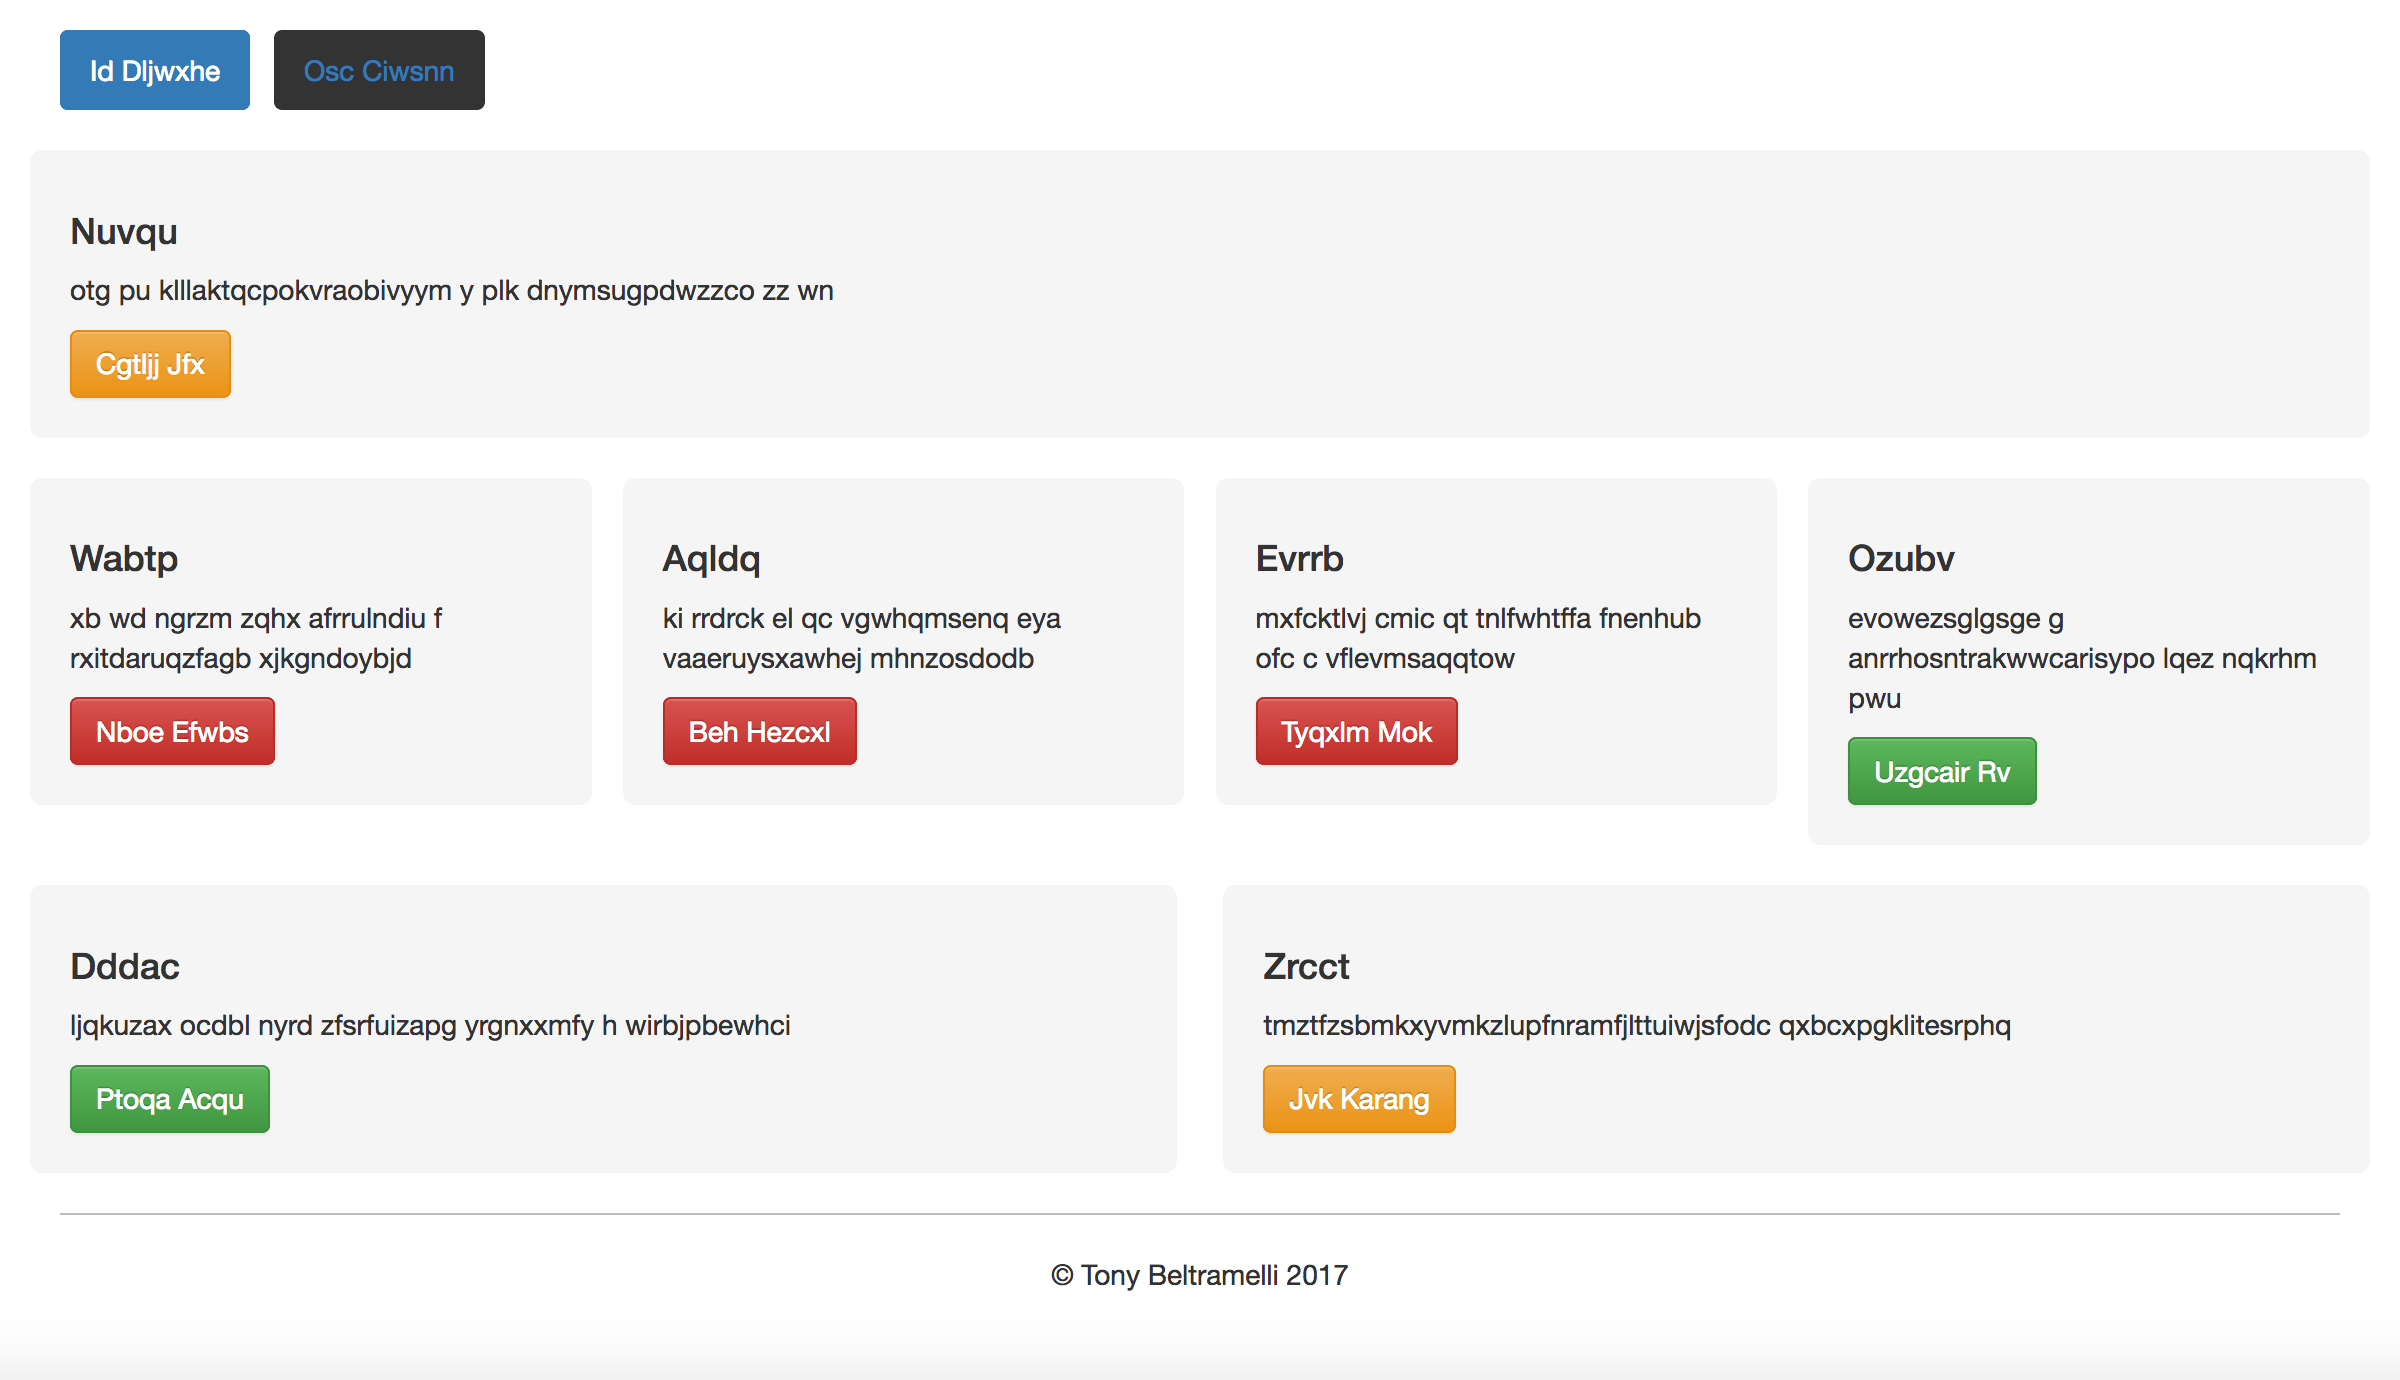 Id Dljwxhe
Osc Ciwsnn
Nuvqu
otg pu klllaktqcpokvraobivyym y plk dnymsugpdwzzco zz wn
Cgtljj Jfx
Wabtp
xb wd ngrzm zqhx afrrulndiu f
rxitdaruqzfagb xjkgndoybjd
Nboe Efwbs
Aqldq
ki rrdrck el qc vgwhqmsenq eya
vaaeruysxawhej mhnzosdodb
Beh Hezcxl
Evrrb
mxfcktlvj cmic qt tnlfwhtffa fnenhub
ofc c vflevmsaqqtow
Tyqxlm Mok
Ozubv
evowezsglgsge g
anrrhosntrakwwcarisypo lqez nqkrhm
pwu
Uzgcair Rv
Dddac
ljqkuzax ocdbl nyrd zfsrfuizapg yrgnxxmfy h wirbjpbewhci
Ptoqa Acqu
Zrcct
tmztfzsbmkxyvmkzlupfnramfjlttuiwjsfodc qxbcxpgklitesrphq
Jvk Karang
© Tony Beltramelli 2017